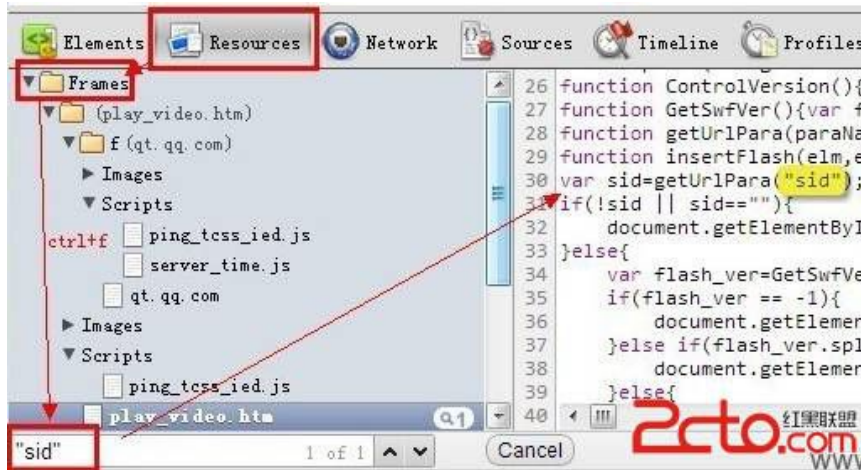 Elements Resources Network Sources Timeline Profiles
Frames
(play_video.htm)
f (qt.qq.com)
Images
Scripts
ctrl+f ping_tcss_ied.js
server_time.js
qt.qq.com
Images
Scripts
ping_tcss_ied.js
play_video.htm 1
"sid" 1 of 1 Cancel
26 function ControlVersion(){
27 function GetSwfVer(){var f
28 function getUrlPara(paraNa
29 function insertFlash(elm,e
30 var sid=getUrlPara("sid");
31 if(!sid || sid==""){
32 document.getElementByI
33 }else{
34 var flash_ver=GetSwfVe
35 if(flash_ver == -1){
36 document.getElemen
37 }else if(flash_ver.spl
38 document.getElemen
39 }else{
40
红黑联盟
2cto.com
www